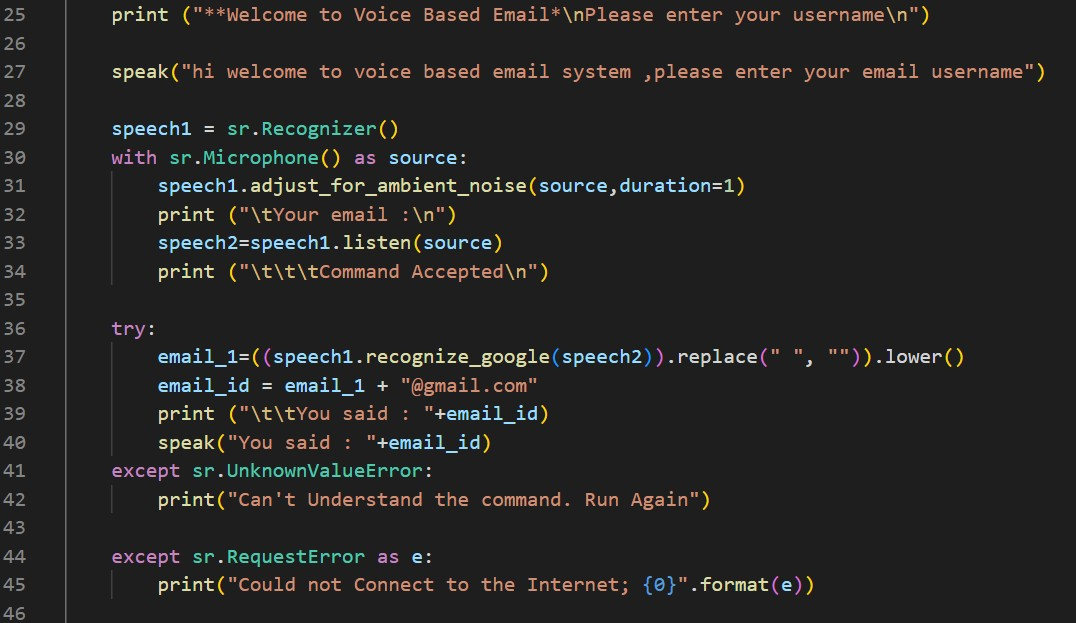 25 print ("**Welcome to Voice Based Email*\nPlease enter your username\n")
26
27 speak("hi welcome to voice based email system ,please enter your email username")
28
29 speech1 = sr.Recognizer()
30 with sr.Microphone() as source:
31 speech1.adjust_for_ambient_noise(source,duration=1)
32 print ("\tYour email :\n")
33 speech2=speech1.listen(source)
34 print ("\t\t\tCommand Accepted\n")
35
36 try:
37 email_1=((speech1.recognize_google(speech2)).replace(" ", "")).lower()
38 email_id = email_1 + "@gmail.com"
39 print ("\t\tYou said : "+email_id)
40 speak("You said : "+email_id)
41 except sr.UnknownValueError:
42 print("Can't Understand the command. Run Again")
43
44 except sr.RequestError as e:
45 print("Could not Connect to the Internet; {0}".format(e))
46